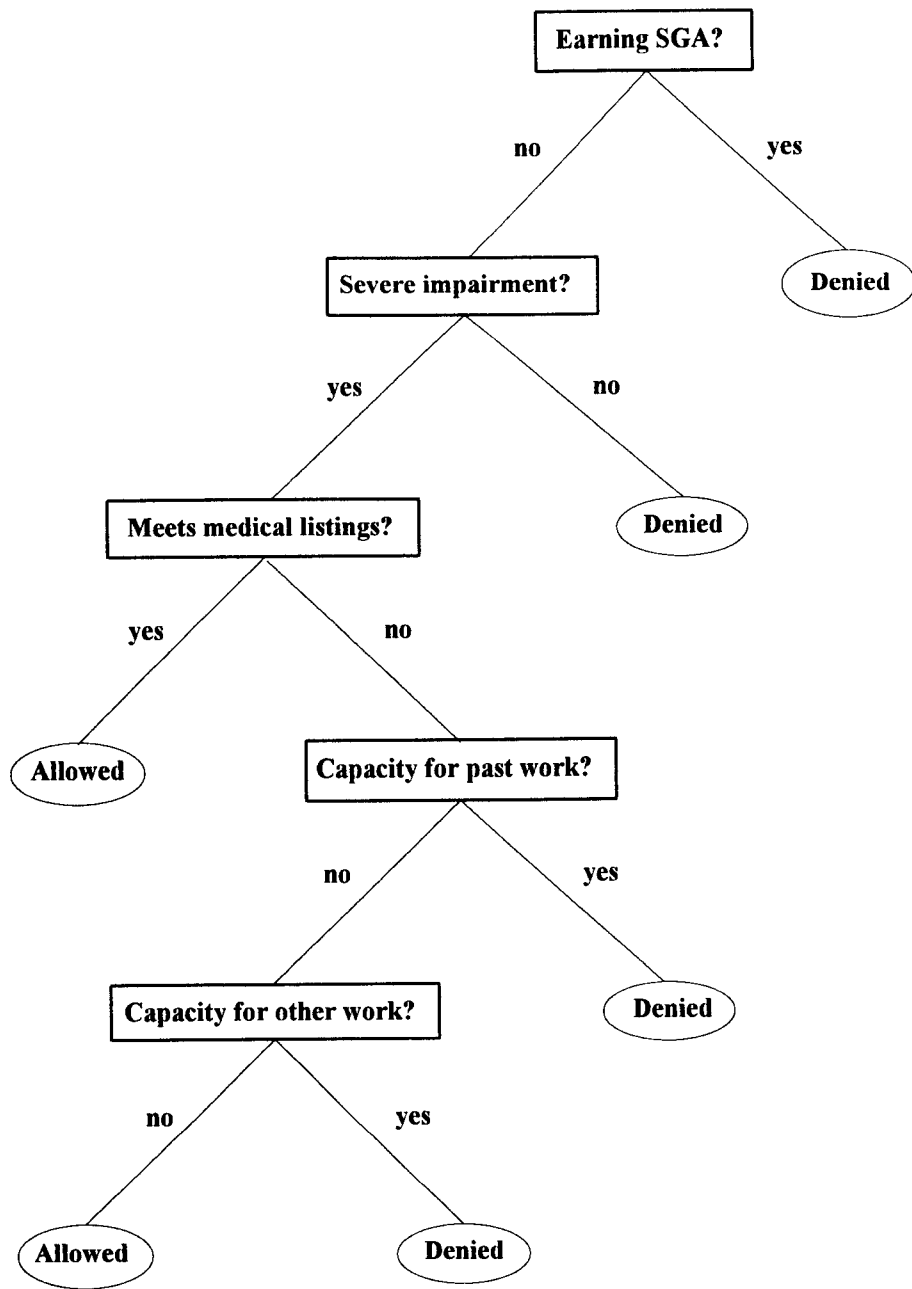 Earning SGA?
no
yes
Severe impairment?
Denied
yes
no
Meets medical listings?
Denied
yes
no
Allowed
Capacity for past work?
no
yes
Capacity for other work?
Denied
no
yes
Allowed
Denied